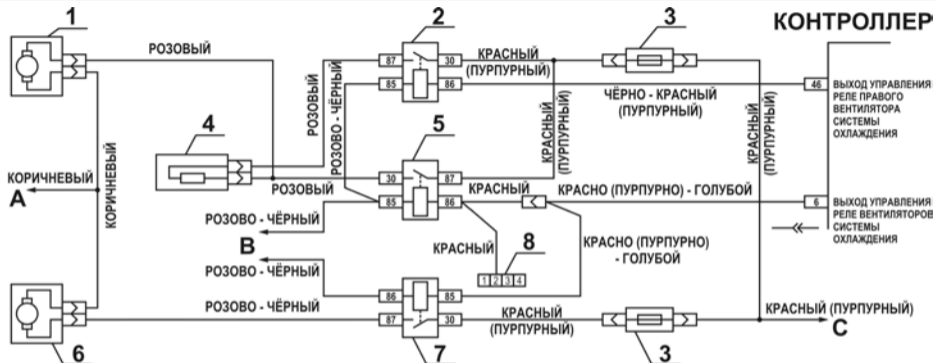 1
2
3
КОНТРОЛЛЕР
РОЗОВЫЙ
87
30
КРАСНЫЙ
(ПУРПУРНЫЙ)
85
86
ЧЁРНО - КРАСНЫЙ
(ПУРПУРНЫЙ)
46
ВЫХОД УПРАВЛЕНИЯ
РЕЛЕ ПРАВОГО
ВЕНТИЛЯТОРА
СИСТЕМЫ
ОХЛАЖДЕНИЯ
РОЗОВЫЙ
РОЗОВО - ЧЁРНЫЙ
КРАСНЫЙ
(ПУРПУРНЫЙ)
КРАСНЫЙ
(ПУРПУРНЫЙ)
4
5
КОРИЧНЕВЫЙ
А
КОРИЧНЕВЫЙ
РОЗОВЫЙ
30
87
85
86
КРАСНЫЙ
КРАСНО (ПУРПУРНО) - ГОЛУБОЙ
6
ВЫХОД УПРАВЛЕНИЯ
РЕЛЕ ВЕНТИЛЯТОРОВ
СИСТЕМЫ
ОХЛАЖДЕНИЯ
РОЗОВО - ЧЁРНЫЙ
В
КРАСНЫЙ
8
1 2 3 4
КРАСНО (ПУРПУРНО)
- ГОЛУБОЙ
РОЗОВО - ЧЁРНЫЙ
86
85
РОЗОВО - ЧЁРНЫЙ
87
30
КРАСНЫЙ
(ПУРПУРНЫЙ)
КРАСНЫЙ (ПУРПУРНЫЙ)
С
6
7
3